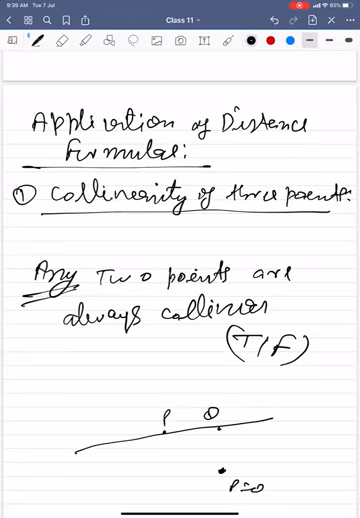 9:39 AM Tue 7 Jul
65%
Class 11
Application of Distance
Formulae:
① Collinearity of three points:
Any Two points are
always collinear
(T/F)
P Q
P=Q